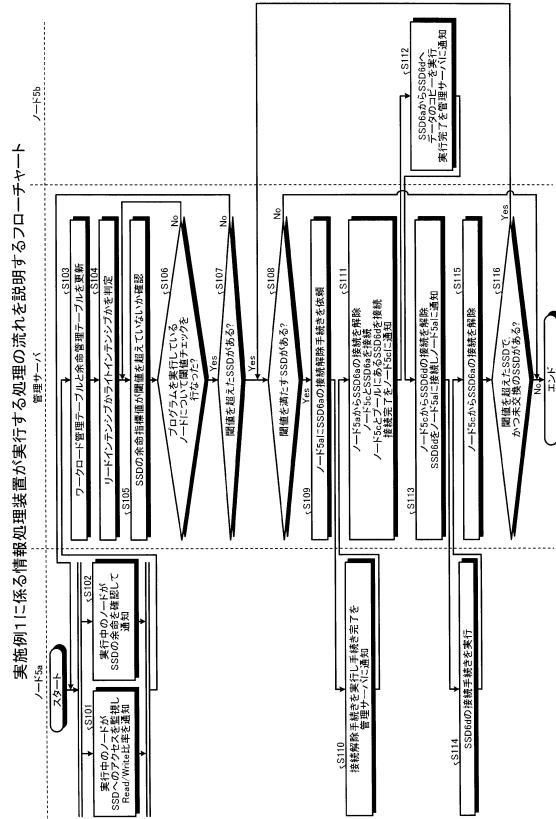 実施例1に係る情報処理装置が実行する処理の流れを説明するフローチャート
ノード5a
管理サーバ
ノード5b
スタート
S101
実行中のノードが
SSDへのアクセスを監視し
Read/Write比率を通知
S102
実行中のノードが
SSDの余命を確認して
通知
S103
ワークロード管理テーブルと余命管理テーブルを更新
S104
リードインテンシブかライトインテンシブかを判定
S105
SSDの余命指標値が閾値を超えていないか確認
S106
プログラムを実行している
ノードについて閾値チェックを
行なった?
No
Yes
S107
閾値を超えたSSDがある?
No
Yes
S108
閾値を満たすSSDがある?
No
Yes
S109
ノード5aにSSD6aの接続解除手続きを依頼
S110
接続解除手続きを実行し手続き完了を
管理サーバに通知
S111
ノード5aからSSD6aの接続を解除
ノード5cとSSD6aを接続
ノード5cとプールにあるSSD6dを接続
接続完了をノード5cに通知
S112
SSD6aからSSD6dへ
データのコピーを実行
実行完了を管理サーバに通知
S113
ノード5cからSSD6dの接続を解除
SSD6dをノード5aに接続しノード5aに通知
S114
SSD6dの接続手続きを実行
S115
ノード5cからSSD6aの接続を解除
S116
閾値を超えたSSDで、
かつ未交換のSSDがある?
Yes
No
エンド